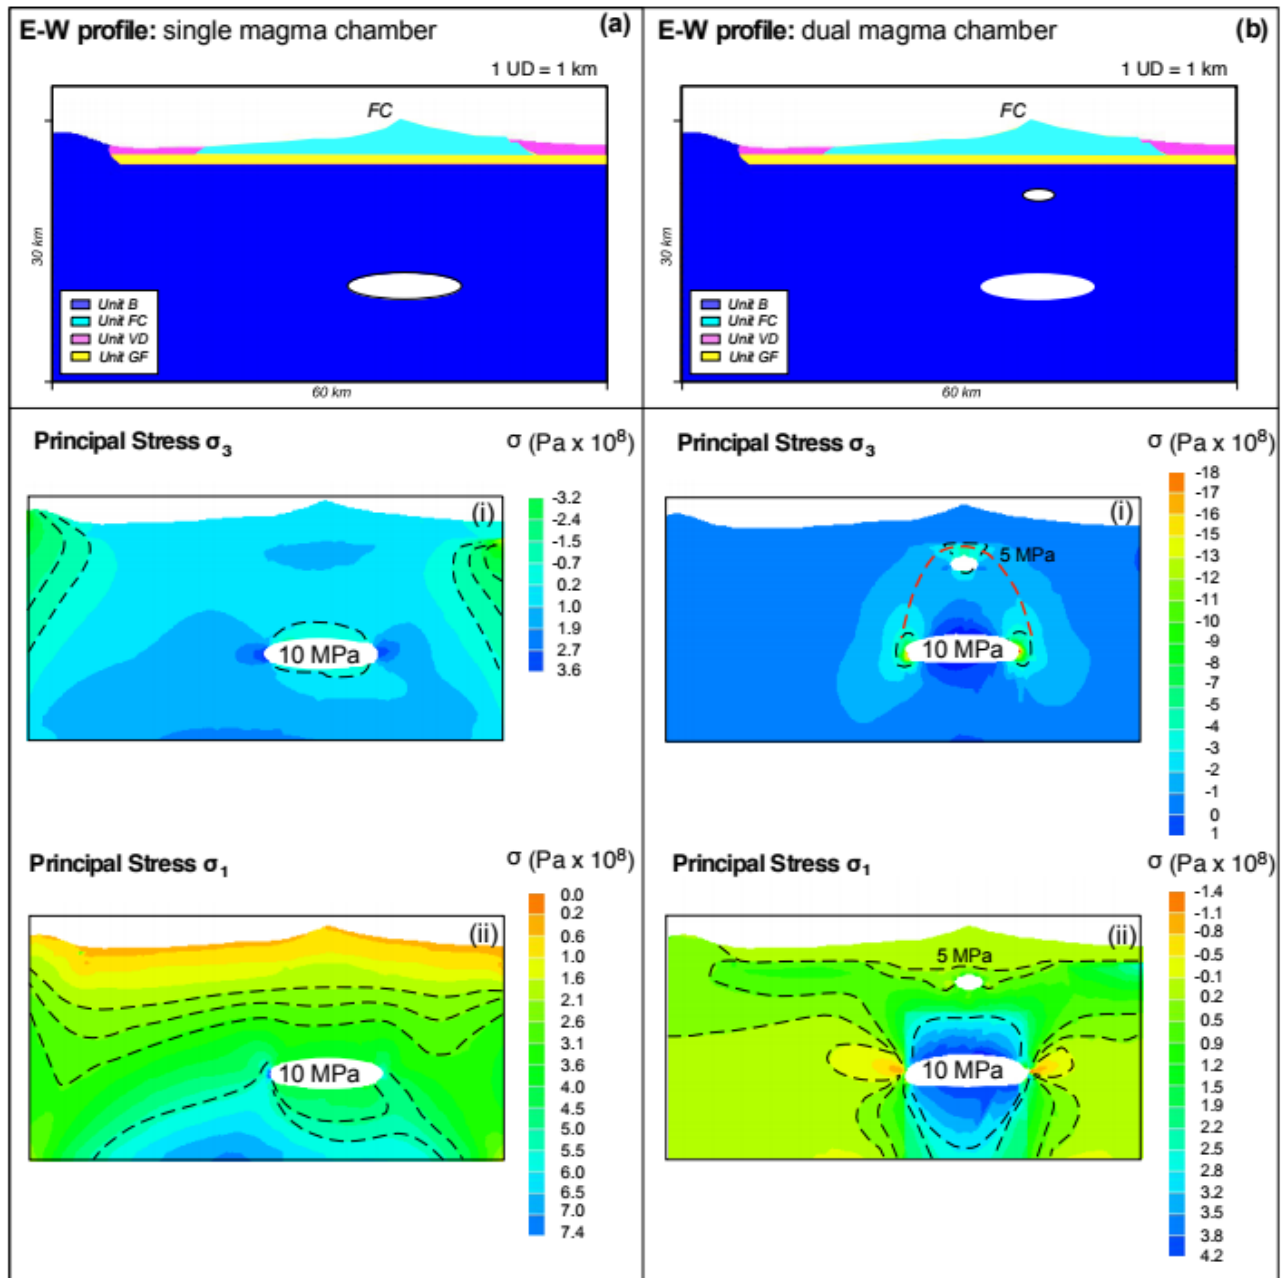 E-W profile: single magma chamber
(a)
1 UD = 1 km
FC
30 km
Unit B
Unit FC
Unit VD
Unit GF
60 km
E-W profile: dual magma chamber
(b)
1 UD = 1 km
FC
30 km
Unit B
Unit FC
Unit VD
Unit GF
60 km
Principal Stress σ3
σ (Pa x 10^8)
(i)
10 MPa
-3.2
-2.4
-1.5
-0.7
0.2
1.0
1.9
2.7
3.6
Principal Stress σ1
σ (Pa x 10^8)
(ii)
10 MPa
0.0
0.2
0.6
1.0
1.6
2.1
2.6
3.6
4.0
4.5
5.0
5.5
6.0
6.5
7.0
7.4
Principal Stress σ3
σ (Pa x 10^8)
(i)
5 MPa
10 MPa
-18
-17
-16
-15
-13
-12
-11
-10
-9
-8
-7
-5
-4
-3
-2
-1
0
1
Principal Stress σ1
σ (Pa x 10^8)
(ii)
5 MPa
10 MPa
-1.4
-1.1
-0.8
-0.5
-0.1
0.2
0.5
0.9
1.2
1.5
1.9
2.2
2.5
2.8
3.2
3.5
3.8
4.2